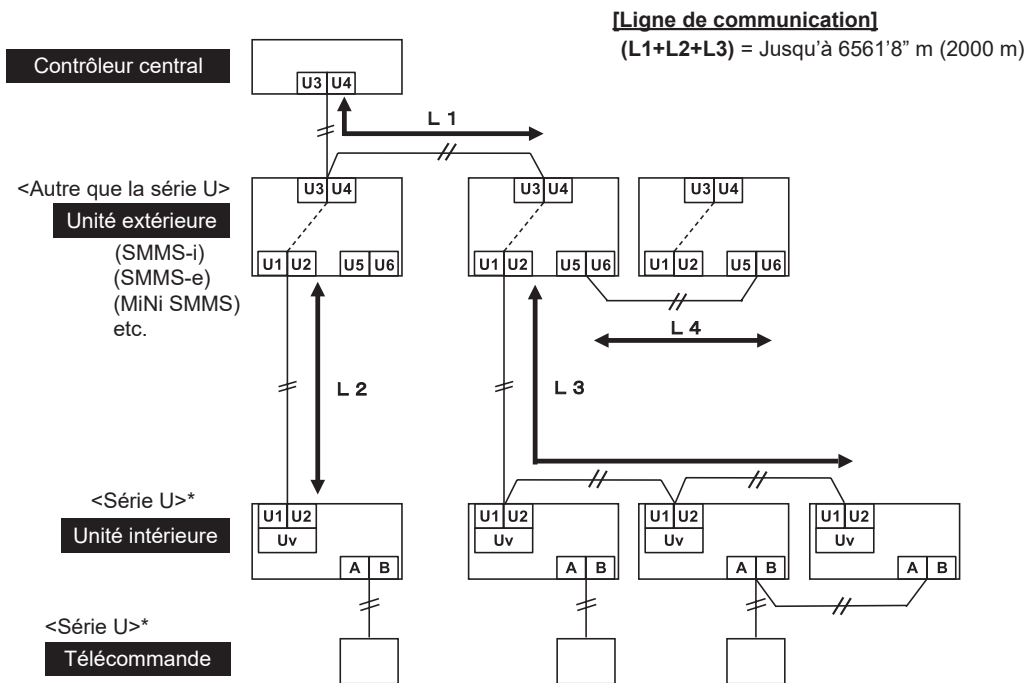 [Ligne de communication]
(L1+L2+L3) = Jusqu'à 6561'8" m (2000 m)
Contrôleur central
U3 U4
L 1
<Autre que la série U>
Unité extérieure
(SMMS-i)
(SMMS-e)
(MiNi SMMS)
etc.
U3 U4
U3 U4
U3 U4
U1 U2
U5 U6
U1 U2
U5 U6
U1 U2
U5 U6
L 4
L 2
L 3
<Série U>*
Unité intérieure
U1 U2
U1 U2
U1 U2
U1 U2
Uv
Uv
Uv
Uv
A B
A B
A B
A B
<Série U>*
Télécommande